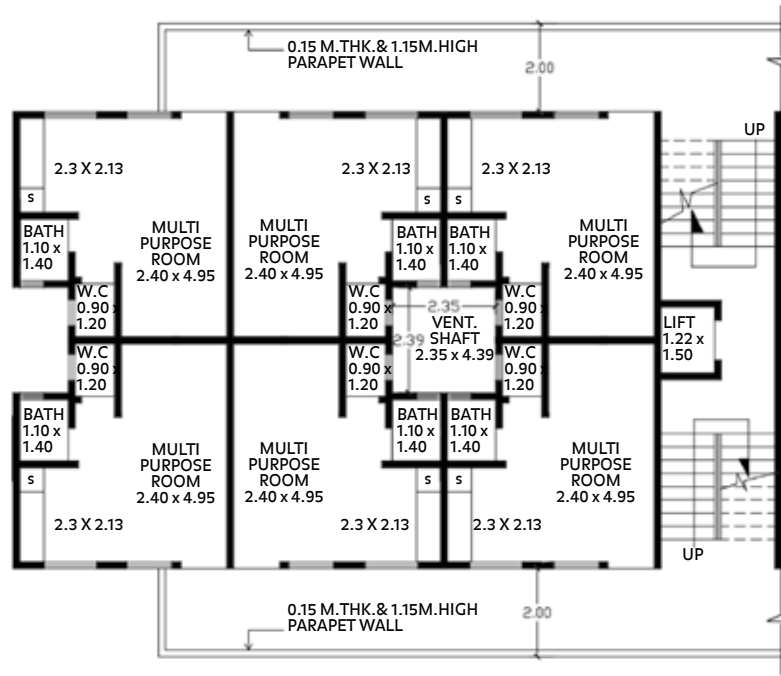 0.15 M.THK.& 1.15M.HIGH
PARAPET WALL
2.00
UP
2.3 X 2.13
2.3 X 2.13
2.3 X 2.13
S
S
S
BATH
1.10 x
1.40
MULTI
PURPOSE
ROOM
2.40 x 4.95
MULTI
PURPOSE
ROOM
2.40 x 4.95
BATH
1.10 x
1.40
BATH
1.10 x
1.40
MULTI
PURPOSE
ROOM
2.40 x 4.95
W.C
0.90 x
1.20
W.C
0.90 x
1.20
2.35
2.39
VENT.
SHAFT
2.35 x 4.39
W.C
0.90 x
1.20
LIFT
1.22 x
1.50
W.C
0.90 x
1.20
W.C
0.90 x
1.20
W.C
0.90 x
1.20
BATH
1.10 x
1.40
MULTI
PURPOSE
ROOM
2.40 x 4.95
MULTI
PURPOSE
ROOM
2.40 x 4.95
BATH
1.10 x
1.40
BATH
1.10 x
1.40
MULTI
PURPOSE
ROOM
2.40 x 4.95
S
S
S
2.3 X 2.13
2.3 X 2.13
2.3 X 2.13
UP
0.15 M.THK.& 1.15M.HIGH
PARAPET WALL
2.00